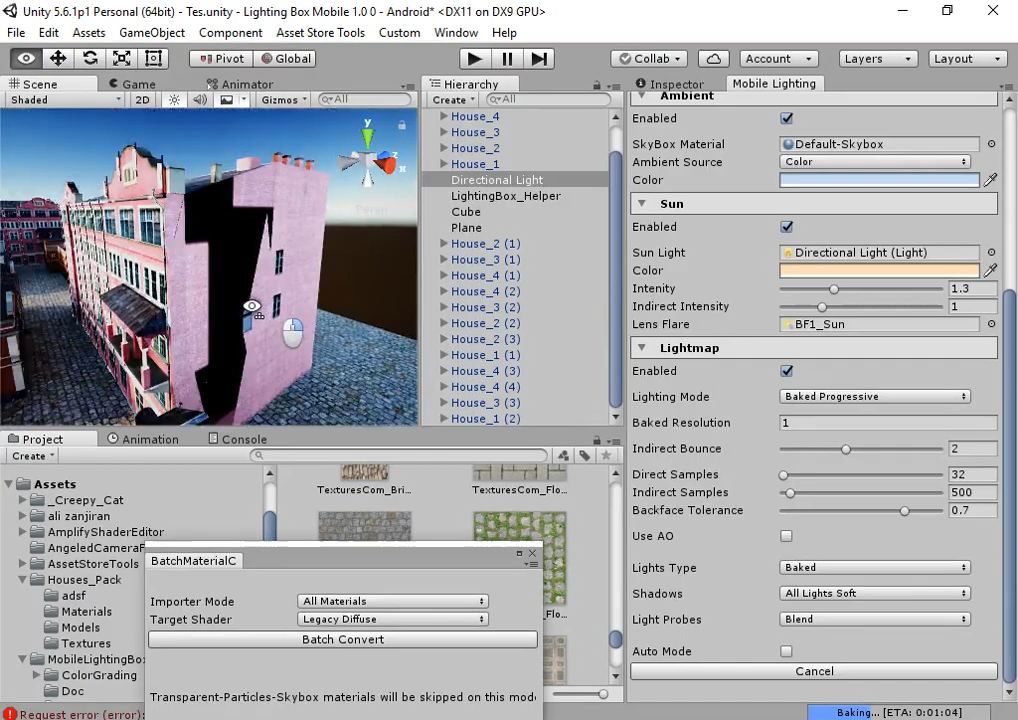 Unity 5.6.1p1 Personal (64bit) - Tes.unity - Lighting Box Mobile 1.0 0 - Android* <DX11 on DX9 GPU>
File Edit Assets GameObject Component Asset Store Tools Custom Window Help
Pivot Global Collab Account Layers Layout
Scene Game Animator
Shaded 2D Gizmos All
y
z
x
Persp
Hierarchy
Create All
House_4
House_3
House_2
House_1
Directional Light
LightingBox_Helper
Cube
Plane
House_2 (1)
House_3 (1)
House_4 (1)
House_4 (2)
House_3 (2)
House_2 (2)
House_2 (3)
House_1 (1)
House_4 (3)
House_4 (4)
House_3 (3)
House_1 (2)
Inspector Mobile Lighting
Ambient
Enabled
SkyBox Material Default-Skybox
Ambient Source Color
Color
Sun
Enabled
Sun Light Directional Light (Light)
Color
Intenity 1.3
Indirect Intensity 1
Lens Flare BF1_Sun
Lightmap
Enabled
Lighting Mode Baked Progressive
Baked Resolution 1
Indirect Bounce 2
Direct Samples 32
Indirect Samples 500
Backface Tolerance 0.7
Use AO
Lights Type Baked
Shadows All Lights Soft
Light Probes Blend
Auto Mode
Cancel
Project Animation Console
Create
Assets
_Creepy_Cat
ali zanjiran
AmplifyShaderEditor
AngeledCameraF
AssetStoreTools
Houses_Pack
adsf
Materials
Models
Textures
MobileLightingBox
ColorGrading
Doc
TexturesCom_Bri... TexturesCom_Flo...
BatchMaterialC
Importer Mode All Materials
Target Shader Legacy Diffuse
Batch Convert
Transparent-Particles-Skybox materials will be skipped on this mod
Request error (error):
Baking... [ETA: 0:01:04]